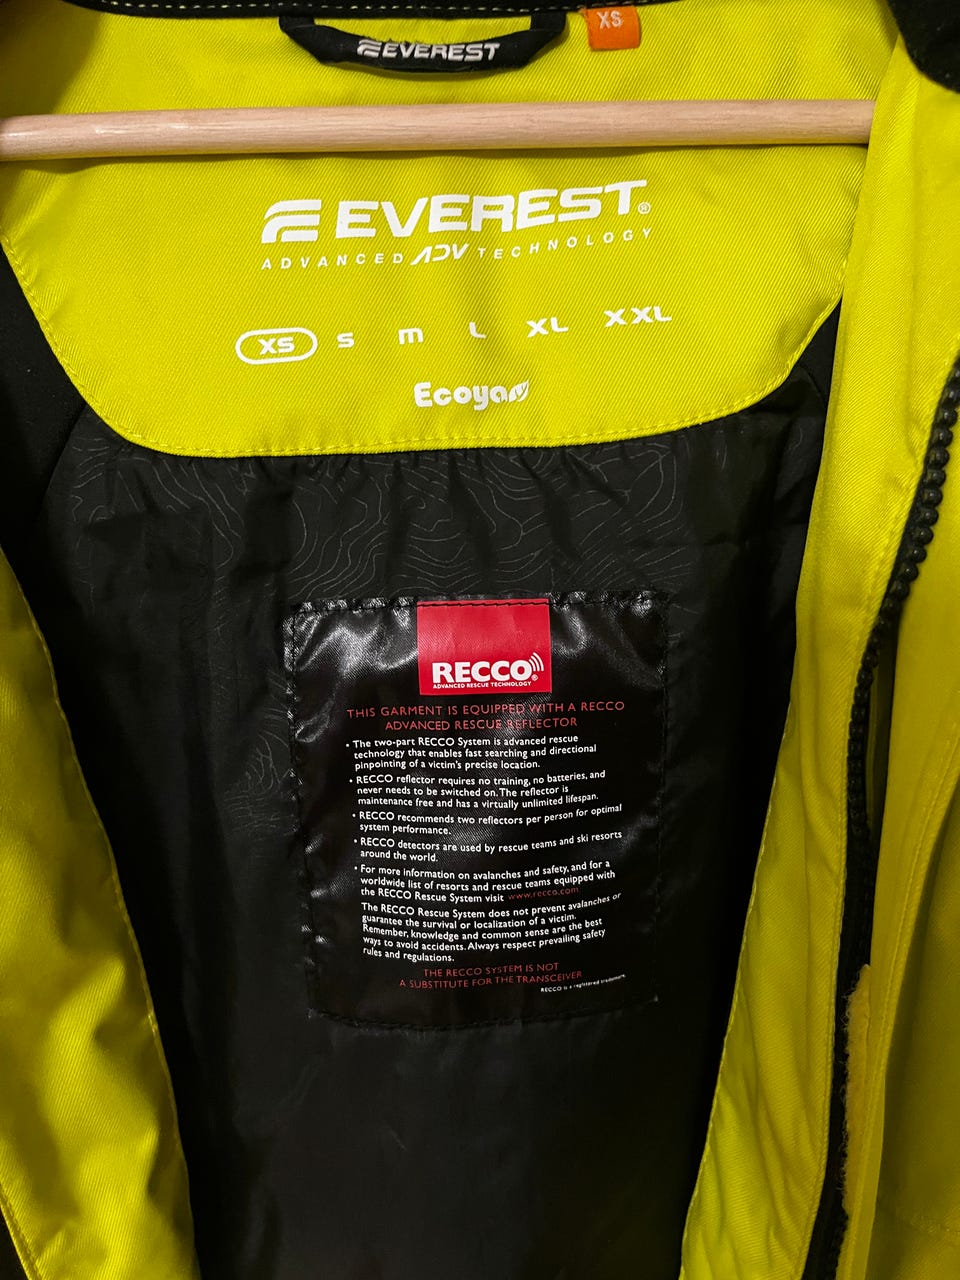 EVEREST
XS
EVEREST®
ADVANCED ADV TECHNOLOGY
XS S M L XL XXL
Ecoya
RECCO®
ADVANCED RESCUE TECHNOLOGY
THIS GARMENT IS EQUIPPED WITH A RECCO
ADVANCED RESCUE REFLECTOR
• The two-part RECCO System is advanced rescue
technology that enables fast searching and directional
pinpointing of a victim's precise location.
• RECCO reflector requires no training, no batteries, and
never needs to be switched on. The reflector is
maintenance free and has a virtually unlimited lifespan.
• RECCO recommends two reflectors per person for optimal
system performance.
• RECCO detectors are used by rescue teams and ski resorts
around the world.
• For more information on avalanches and safety, and for a
worldwide list of resorts and rescue teams equipped with
the RECCO Rescue System visit www.recco.com
The RECCO Rescue System does not prevent avalanches or
guarantee the survival or localization of a victim.
Remember, knowledge and common sense are the best
ways to avoid accidents. Always respect prevailing safety
rules and regulations.
THE RECCO SYSTEM IS NOT
A SUBSTITUTE FOR THE TRANSCEIVER
RECCO is a registered trademark.